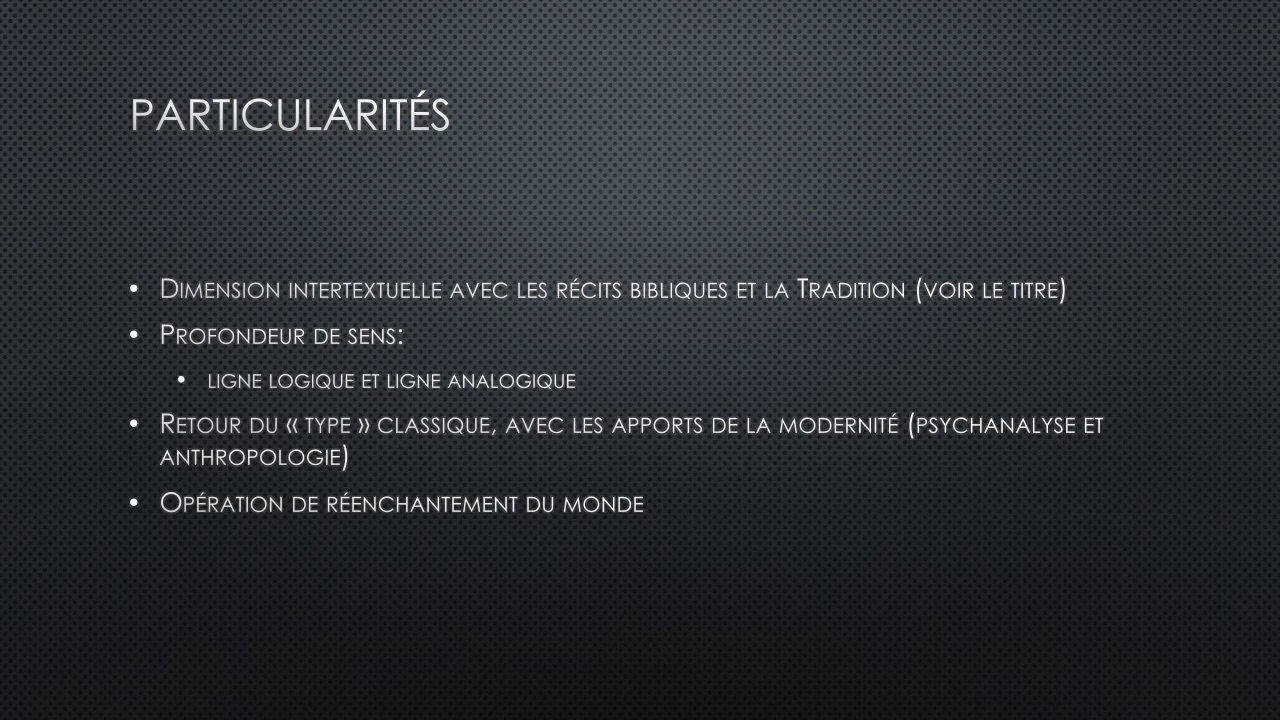 PARTICULARITÉS
• Dimension intertextuelle avec les récits bibliques et la Tradition (voir le titre)
• Profondeur de sens:
• ligne logique et ligne analogique
• Retour du « type » classique, avec les apports de la modernité (psychanalyse et
anthropologie)
• Opération de réenchantement du monde